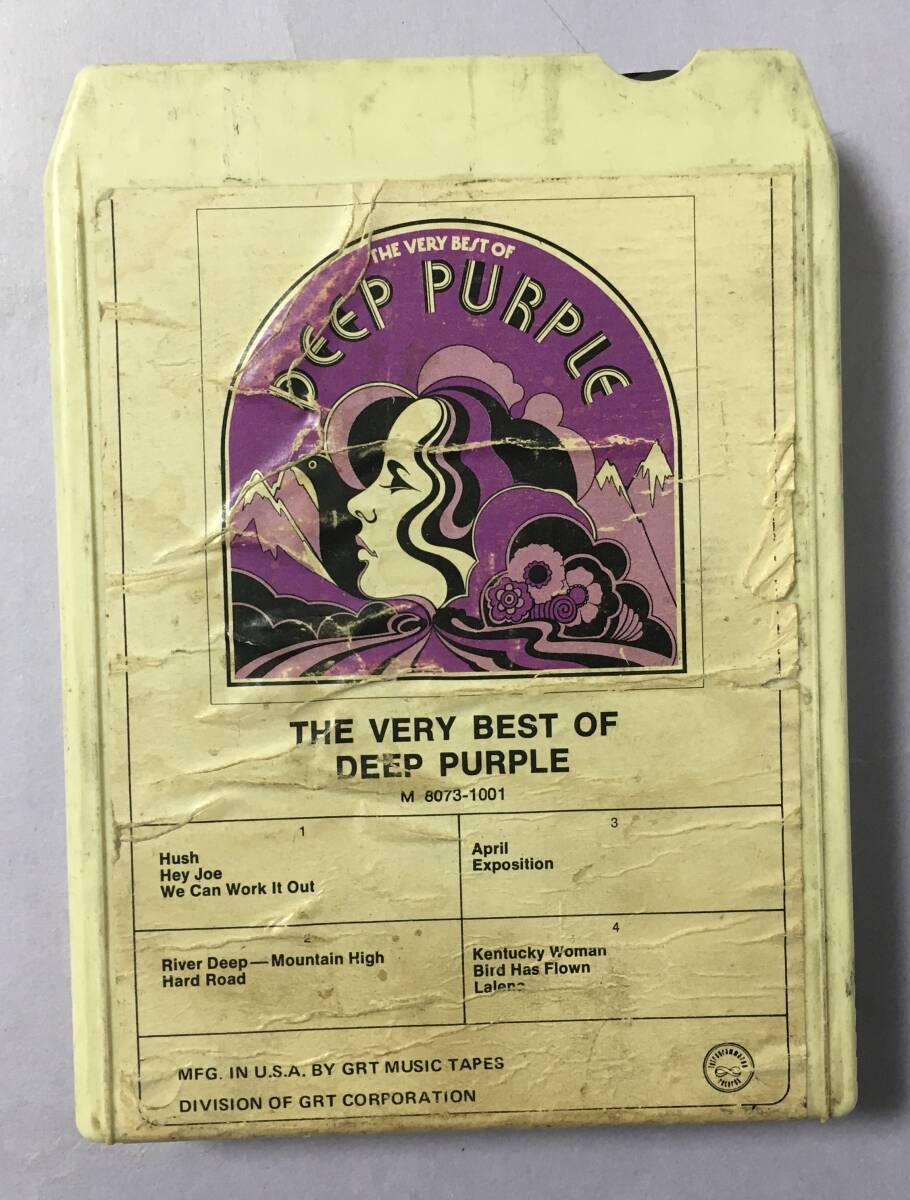 THE VERY BEST OF
DEEP PURPLE
THE VERY BEST OF
DEEP PURPLE
M 8073-1001
1
Hush
Hey Joe
We Can Work It Out
2
River Deep—Mountain High
Hard Road
3
April
Exposition
4
Kentucky Woman
Bird Has Flown
Lalena
MFG. IN U.S.A. BY GRT MUSIC TAPES
DIVISION OF GRT CORPORATION
RECORDS